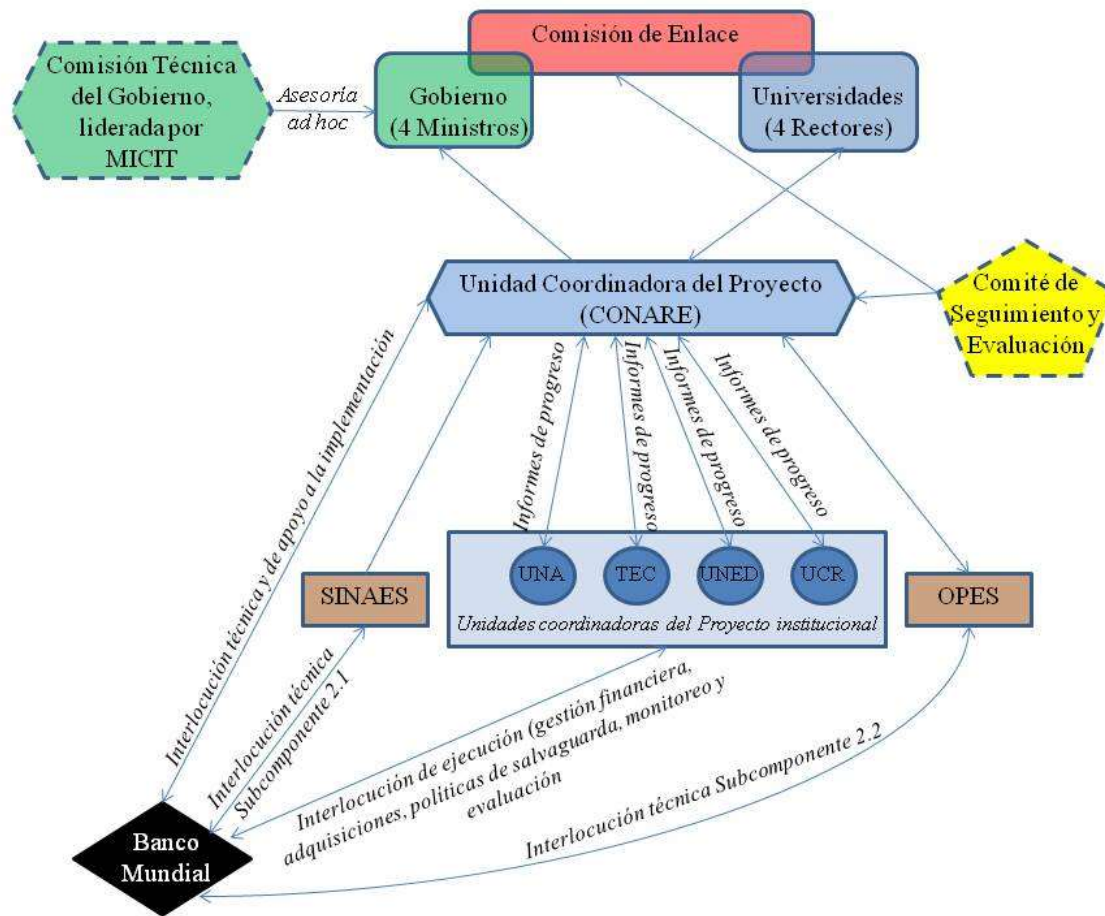 Comisión de Enlace
Comisión Técnica
del Gobierno,
liderada por
MICIT
Asesoría
ad hoc
Gobierno
(4 Ministros)
Universidades
(4 Rectores)
Unidad Coordinadora del Proyecto
(CONARE)
Comité de
Seguimiento y
Evaluación
Informes de progreso
Informes de progreso
Informes de progreso
Informes de progreso
Interlocución técnica y de apoyo a la implementación
SINAES
UNA
TEC
UNED
UCR
Unidades coordinadoras del Proyecto institucional
OPES
Interlocución técnica
Subcomponente 2.1
Interlocución de ejecución (gestión financiera,
adquisiciones, políticas de salvaguarda, monitoreo y
evaluación
Interlocución técnica Subcomponente 2.2
Banco
Mundial